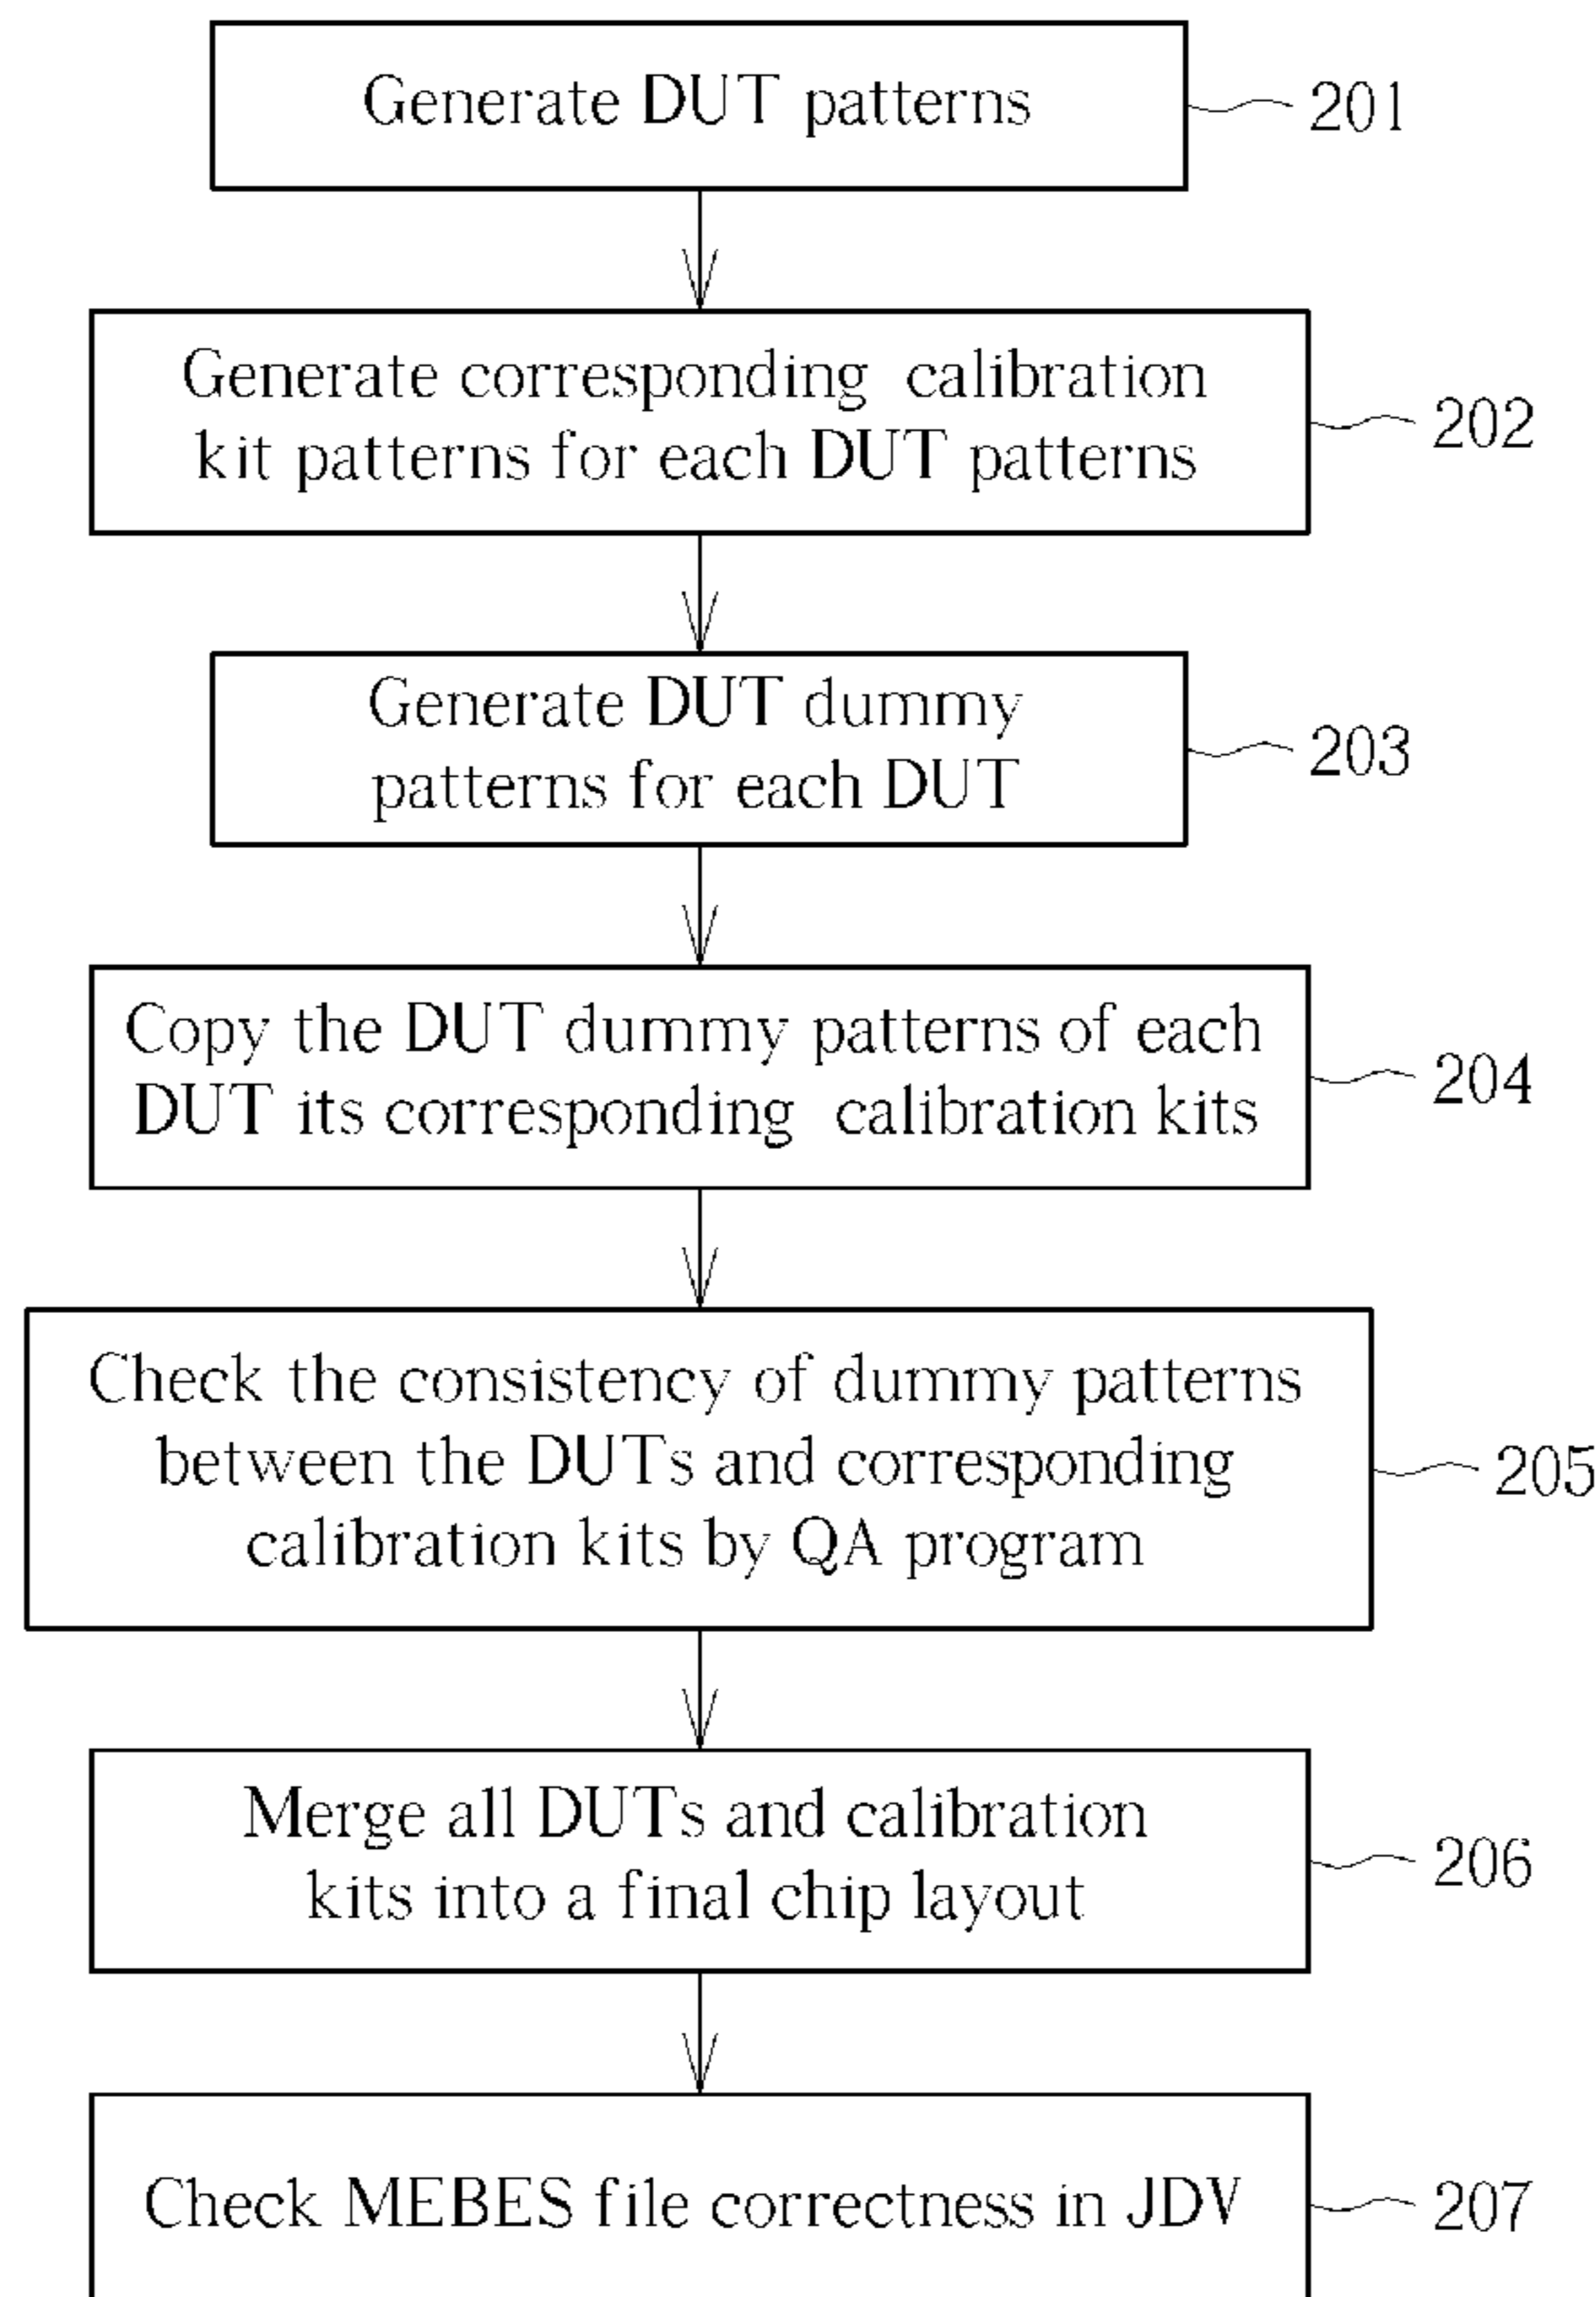 Generate DUT patterns
201
Generate corresponding calibration
kit patterns for each DUT patterns
202
Generate DUT dummy
patterns for each DUT
203
Copy the DUT dummy patterns of each
DUT its corresponding calibration kits
204
Check the consistency of dummy patterns
between the DUTs and corresponding
calibration kits by QA program
205
Merge all DUTs and calibration
kits into a final chip layout
206
Check MEBES file correctness in JDV
207